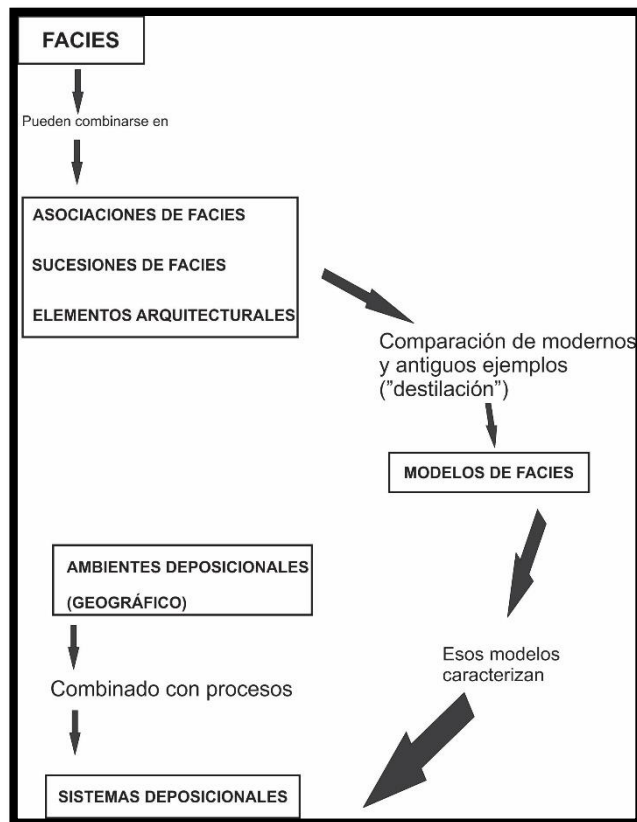 FACIES
Pueden combinarse en
ASOCIACIONES DE FACIES
SUCESIONES DE FACIES
ELEMENTOS ARQUITECTURALES
Comparación de modernos
y antiguos ejemplos
("destilación")
MODELOS DE FACIES
AMBIENTES DEPOSICIONALES
(GEOGRÁFICO)
Combinado con procesos
Esos modelos
caracterizan
SISTEMAS DEPOSICIONALES